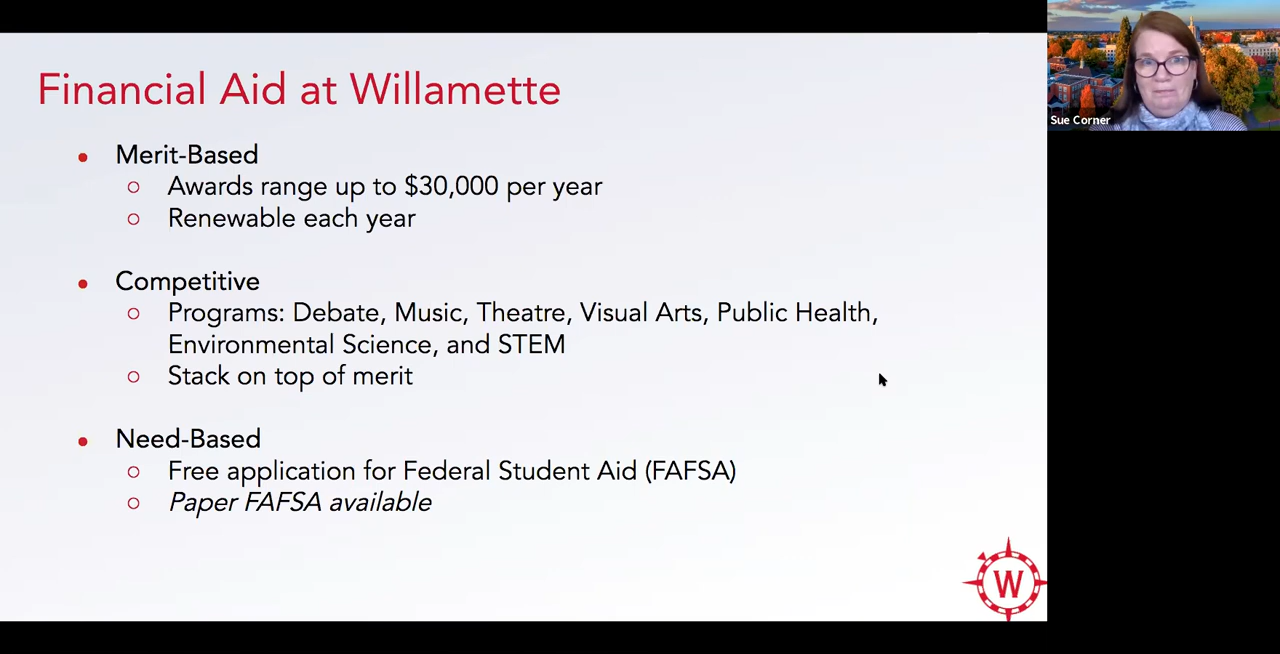 Financial Aid at Willamette
Merit-Based
Awards range up to $30,000 per year
Renewable each year
Competitive
Programs: Debate, Music, Theatre, Visual Arts, Public Health,
Environmental Science, and STEM
Stack on top of merit
Need-Based
Free application for Federal Student Aid (FAFSA)
Paper FAFSA available
W
Sue Corner